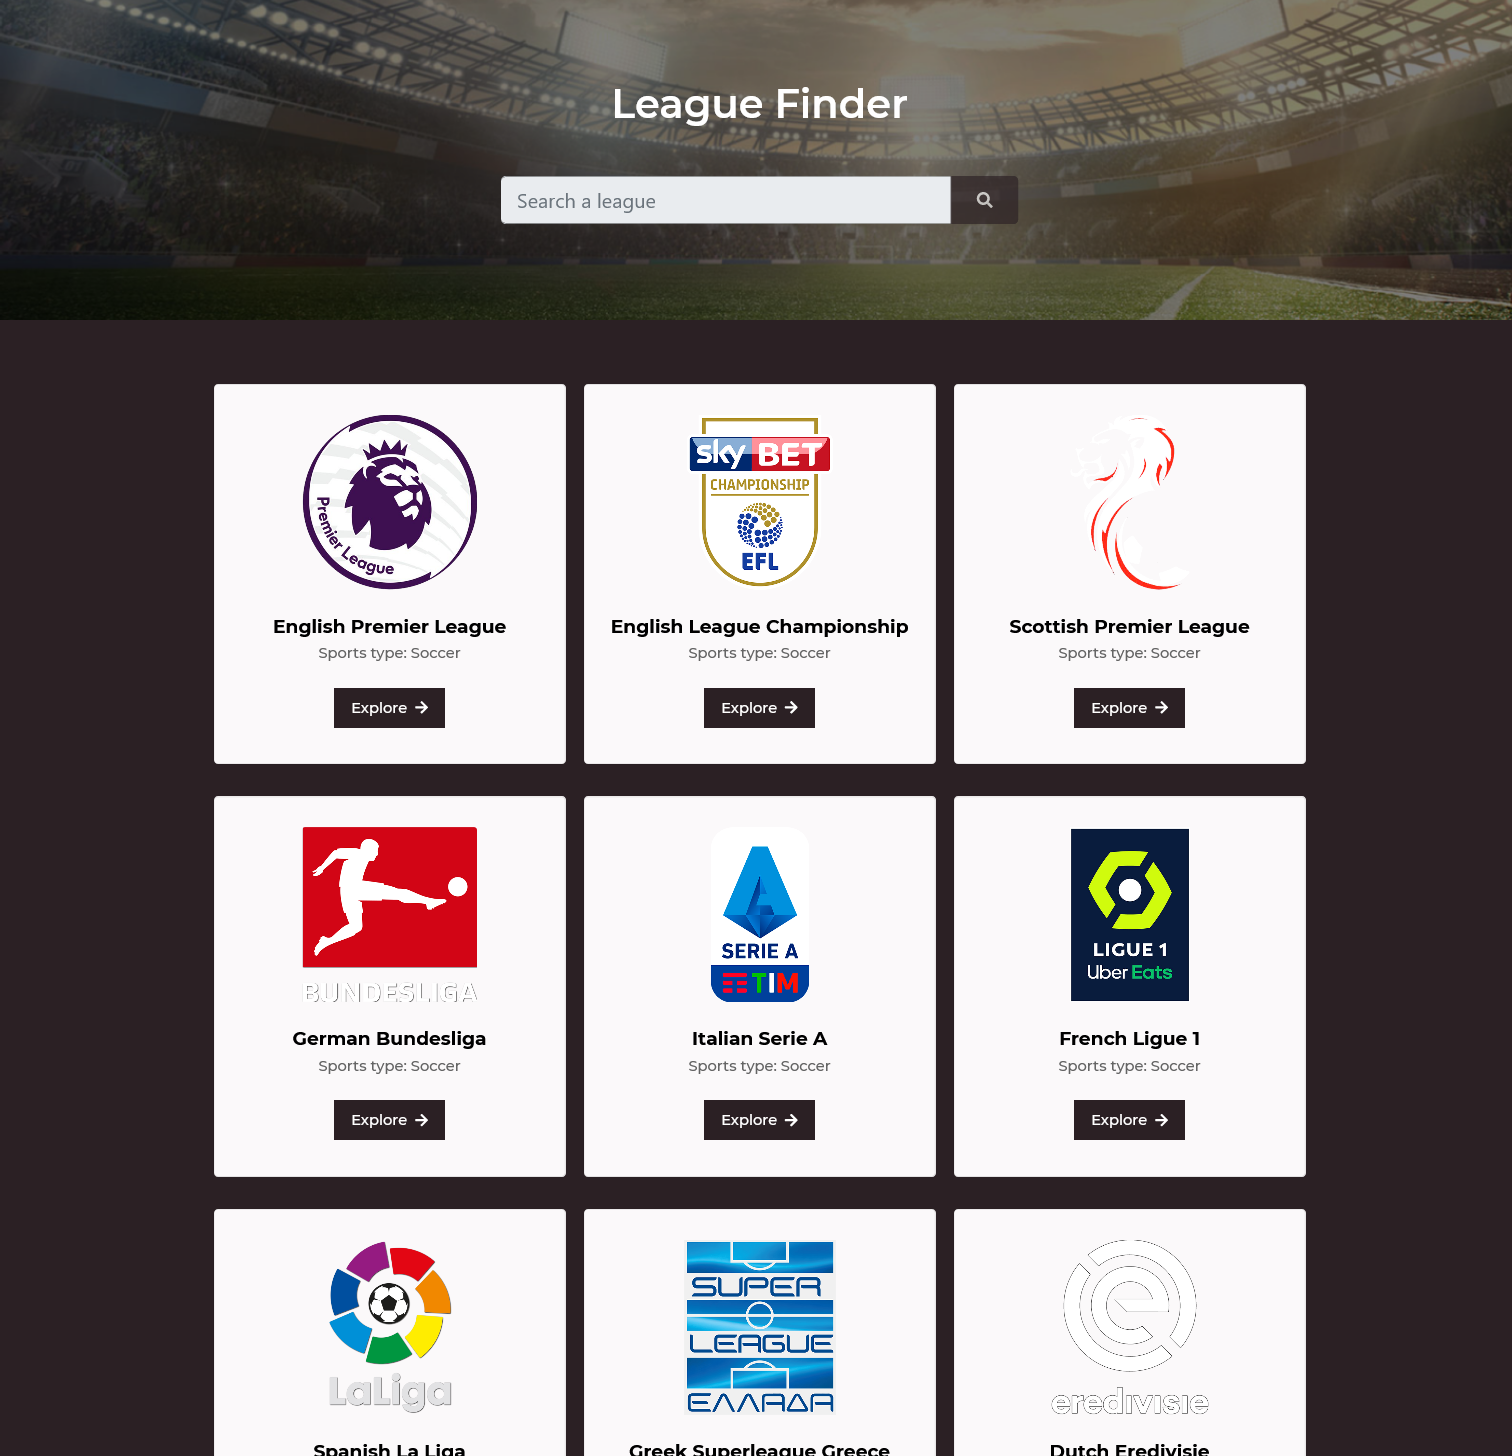 League Finder
Search a league
Premier League
sky BET
CHAMPIONSHIP
EFL
English Premier League
English League Championship
Scottish Premier League
Sports type: Soccer
Sports type: Soccer
Sports type: Soccer
Explore
Explore
Explore
BUNDESLIGA
SERIE A
TIM
LIGUE 1
Uber Eats
German Bundesliga
Italian Serie A
French Ligue 1
Sports type: Soccer
Sports type: Soccer
Sports type: Soccer
Explore
Explore
Explore
LaLiga
SUPER
LEAGUE
ΕΛΛΑΔΑ
eredivisie
Spanish La Liga
Greek Superleague Greece
Dutch Eredivisie